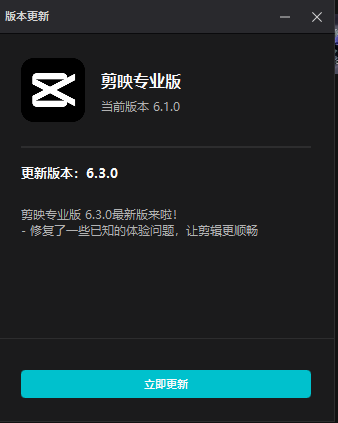 版本更新
剪映专业版
当前版本 6.1.0
更新版本：6.3.0
剪映专业版 6.3.0最新版来啦！
- 修复了一些已知的体验问题，让剪辑更顺畅
立即更新